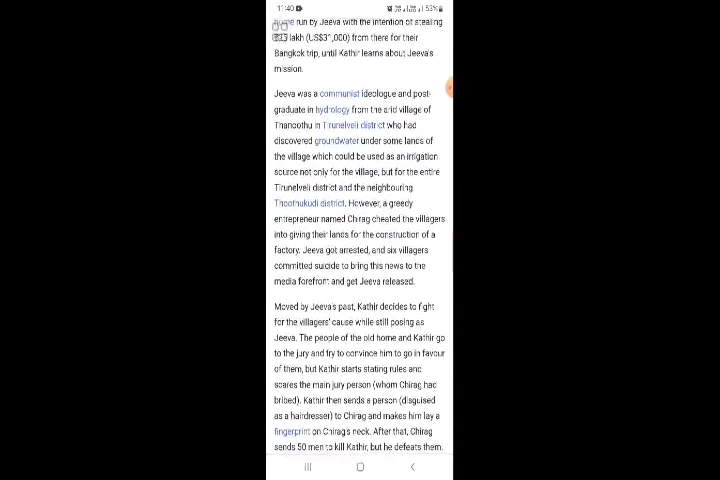 11:40 53%
home run by Jeeva with the intention of stealing
₹25 lakh (US$31,000) from there for their
Bangkok trip, until Kathir learns about Jeeva's
mission.
Jeeva was a communist ideologue and post-
graduate in hydrology from the arid village of
Thanoothu in Tirunelveli district who had
discovered groundwater under some lands of
the village which could be used as an irrigation
source not only for the village, but for the entire
Tirunelveli district and the neighbouring
Thoothukudi district. However, a greedy
entrepreneur named Chirag cheated the villagers
into giving their lands for the construction of a
factory. Jeeva got arrested, and six villagers
committed suicide to bring this news to the
media forefront and get Jeeva released.
Moved by Jeeva's past, Kathir decides to fight
for the villagers' cause while still posing as
Jeeva. The people of the old home and Kathir go
to the jury and try to convince him to go in favour
of them, but Kathir starts stating rules and
scares the main jury person (whom Chirag had
bribed). Kathir then sends a person (disguised
as a hairdresser) to Chirag and makes him lay a
fingerprint on Chirag's neck. After that, Chirag
sends 50 men to kill Kathir, but he defeats them.